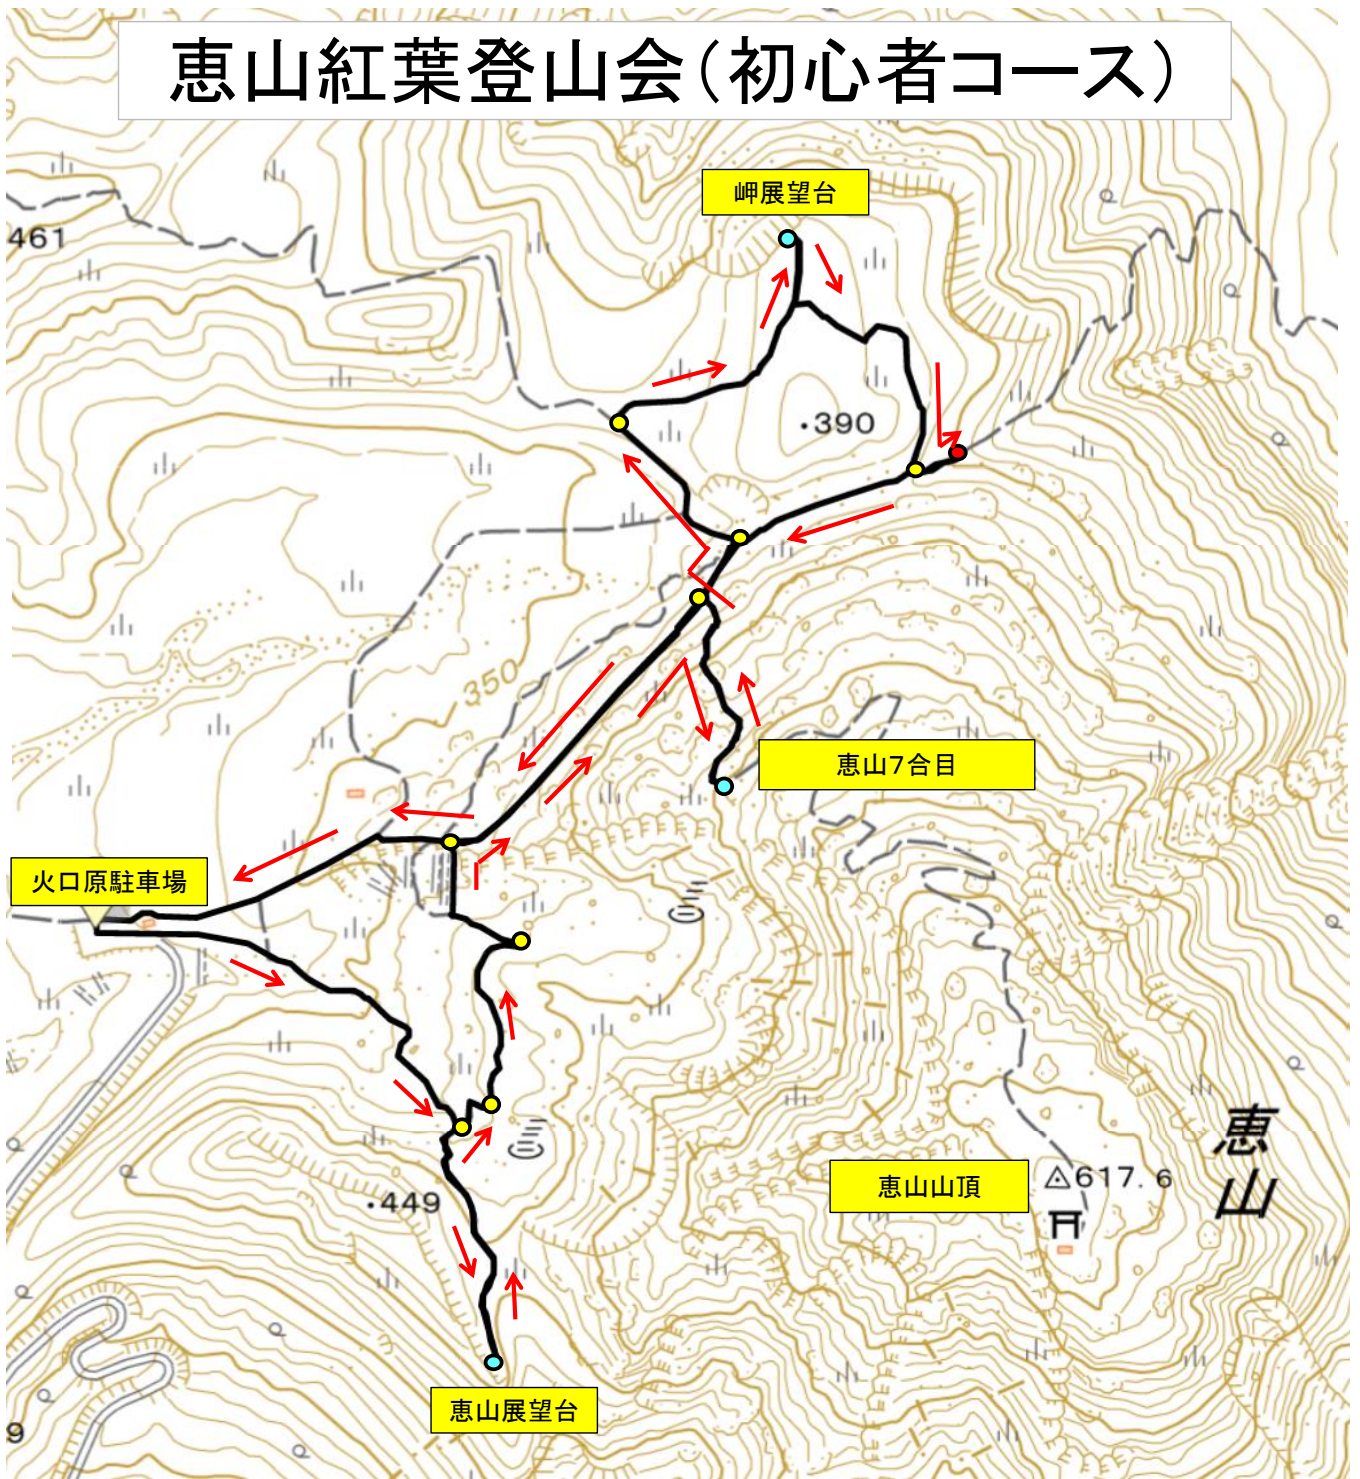 恵山紅葉登山会（初心者コース）
岬展望台
461
・390
350
恵山７合目
火口原駐車場
恵山
恵山山頂
617.6
・449
恵山展望台
9